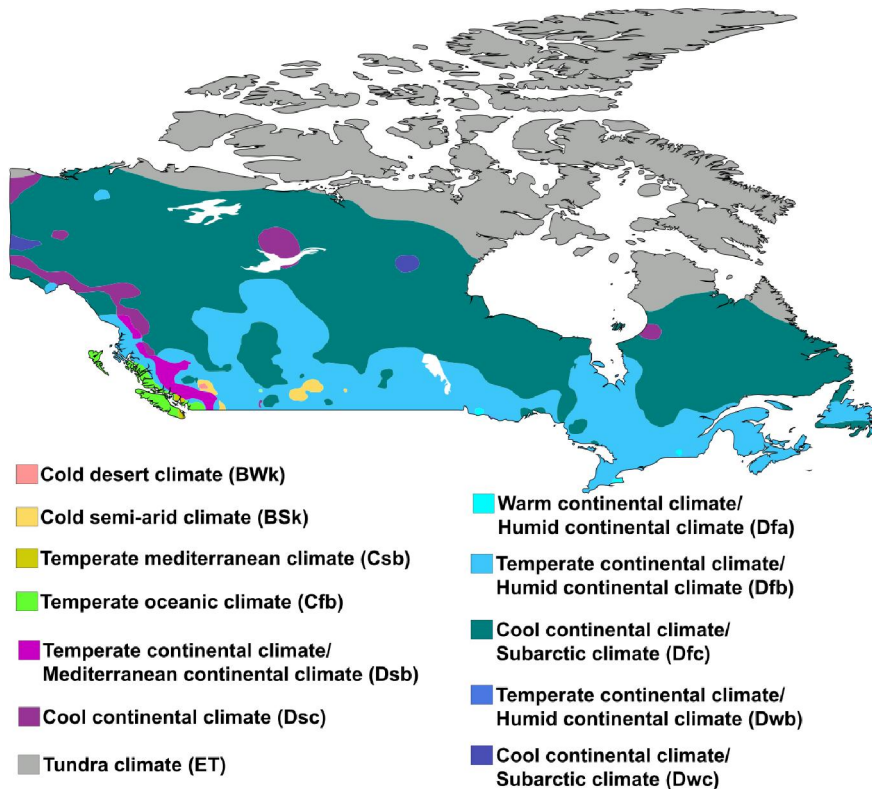 Cold desert climate (BWk)
Cold semi-arid climate (BSk)
Temperate mediterranean climate (Csb)
Temperate oceanic climate (Cfb)
Temperate continental climate/
Mediterranean continental climate (Dsb)
Cool continental climate (Dsc)
Tundra climate (ET)
Warm continental climate/
Humid continental climate (Dfa)
Temperate continental climate/
Humid continental climate (Dfb)
Cool continental climate/
Subarctic climate (Dfc)
Temperate continental climate/
Humid continental climate (Dwb)
Cool continental climate/
Subarctic climate (Dwc)